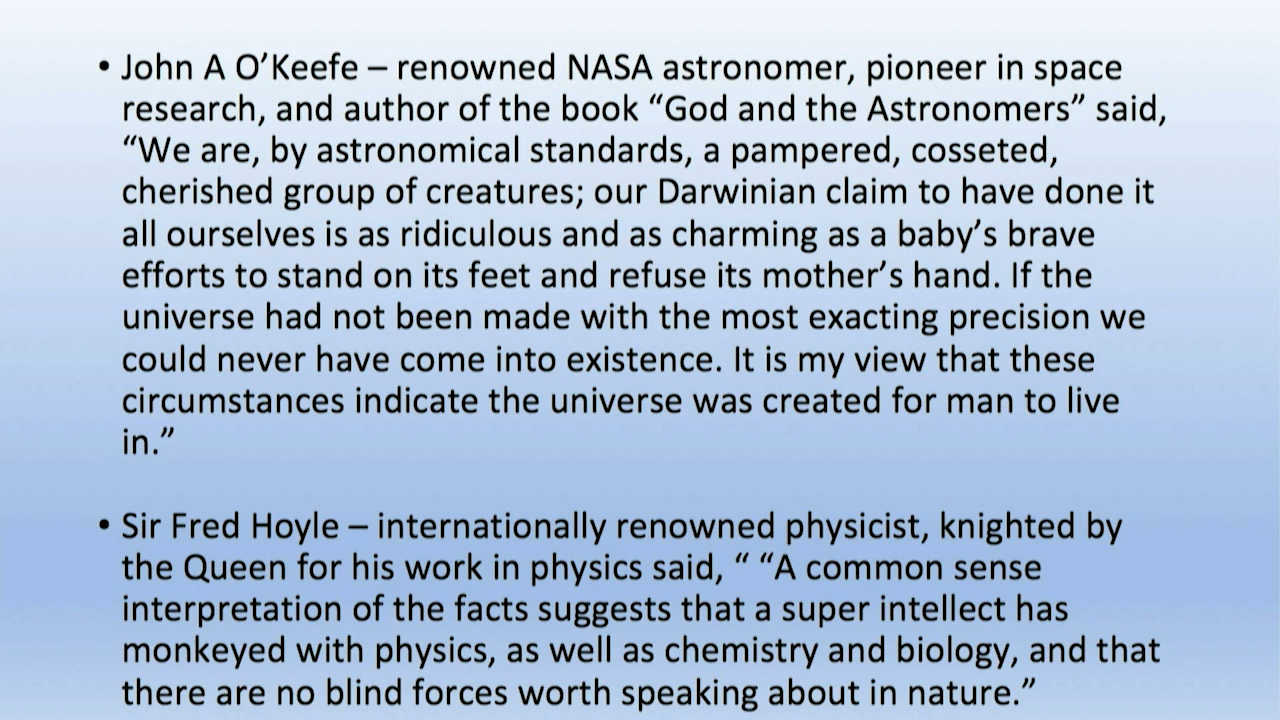 • John A O’Keefe – renowned NASA astronomer, pioneer in space
research, and author of the book “God and the Astronomers” said,
“We are, by astronomical standards, a pampered, cosseted,
cherished group of creatures; our Darwinian claim to have done it
all ourselves is as ridiculous and as charming as a baby’s brave
efforts to stand on its feet and refuse its mother’s hand. If the
universe had not been made with the most exacting precision we
could never have come into existence. It is my view that these
circumstances indicate the universe was created for man to live
in.”
• Sir Fred Hoyle – internationally renowned physicist, knighted by
the Queen for his work in physics said, “ “A common sense
interpretation of the facts suggests that a super intellect has
monkeyed with physics, as well as chemistry and biology, and that
there are no blind forces worth speaking about in nature.”